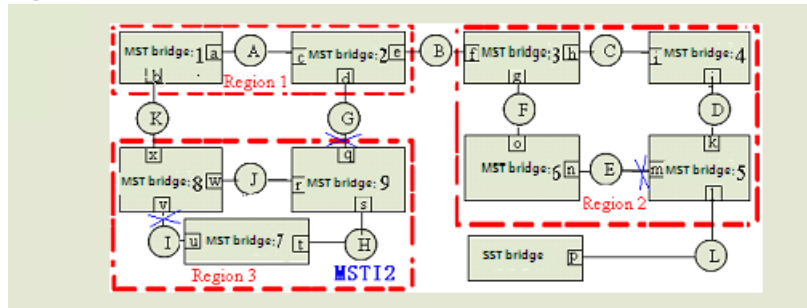 MST bridge: 1 a A c MST bridge: 2 e B f MST bridge: 3 h C i MST bridge: 4
b Region 1 d g j
K G F D
x q o k
MST bridge: 8 w J r MST bridge: 9 MST bridge: 6 n E m MST bridge: 5
v s Region 2 l
I u MST bridge: 7 t H SST bridge p L
Region 3 MSTI2